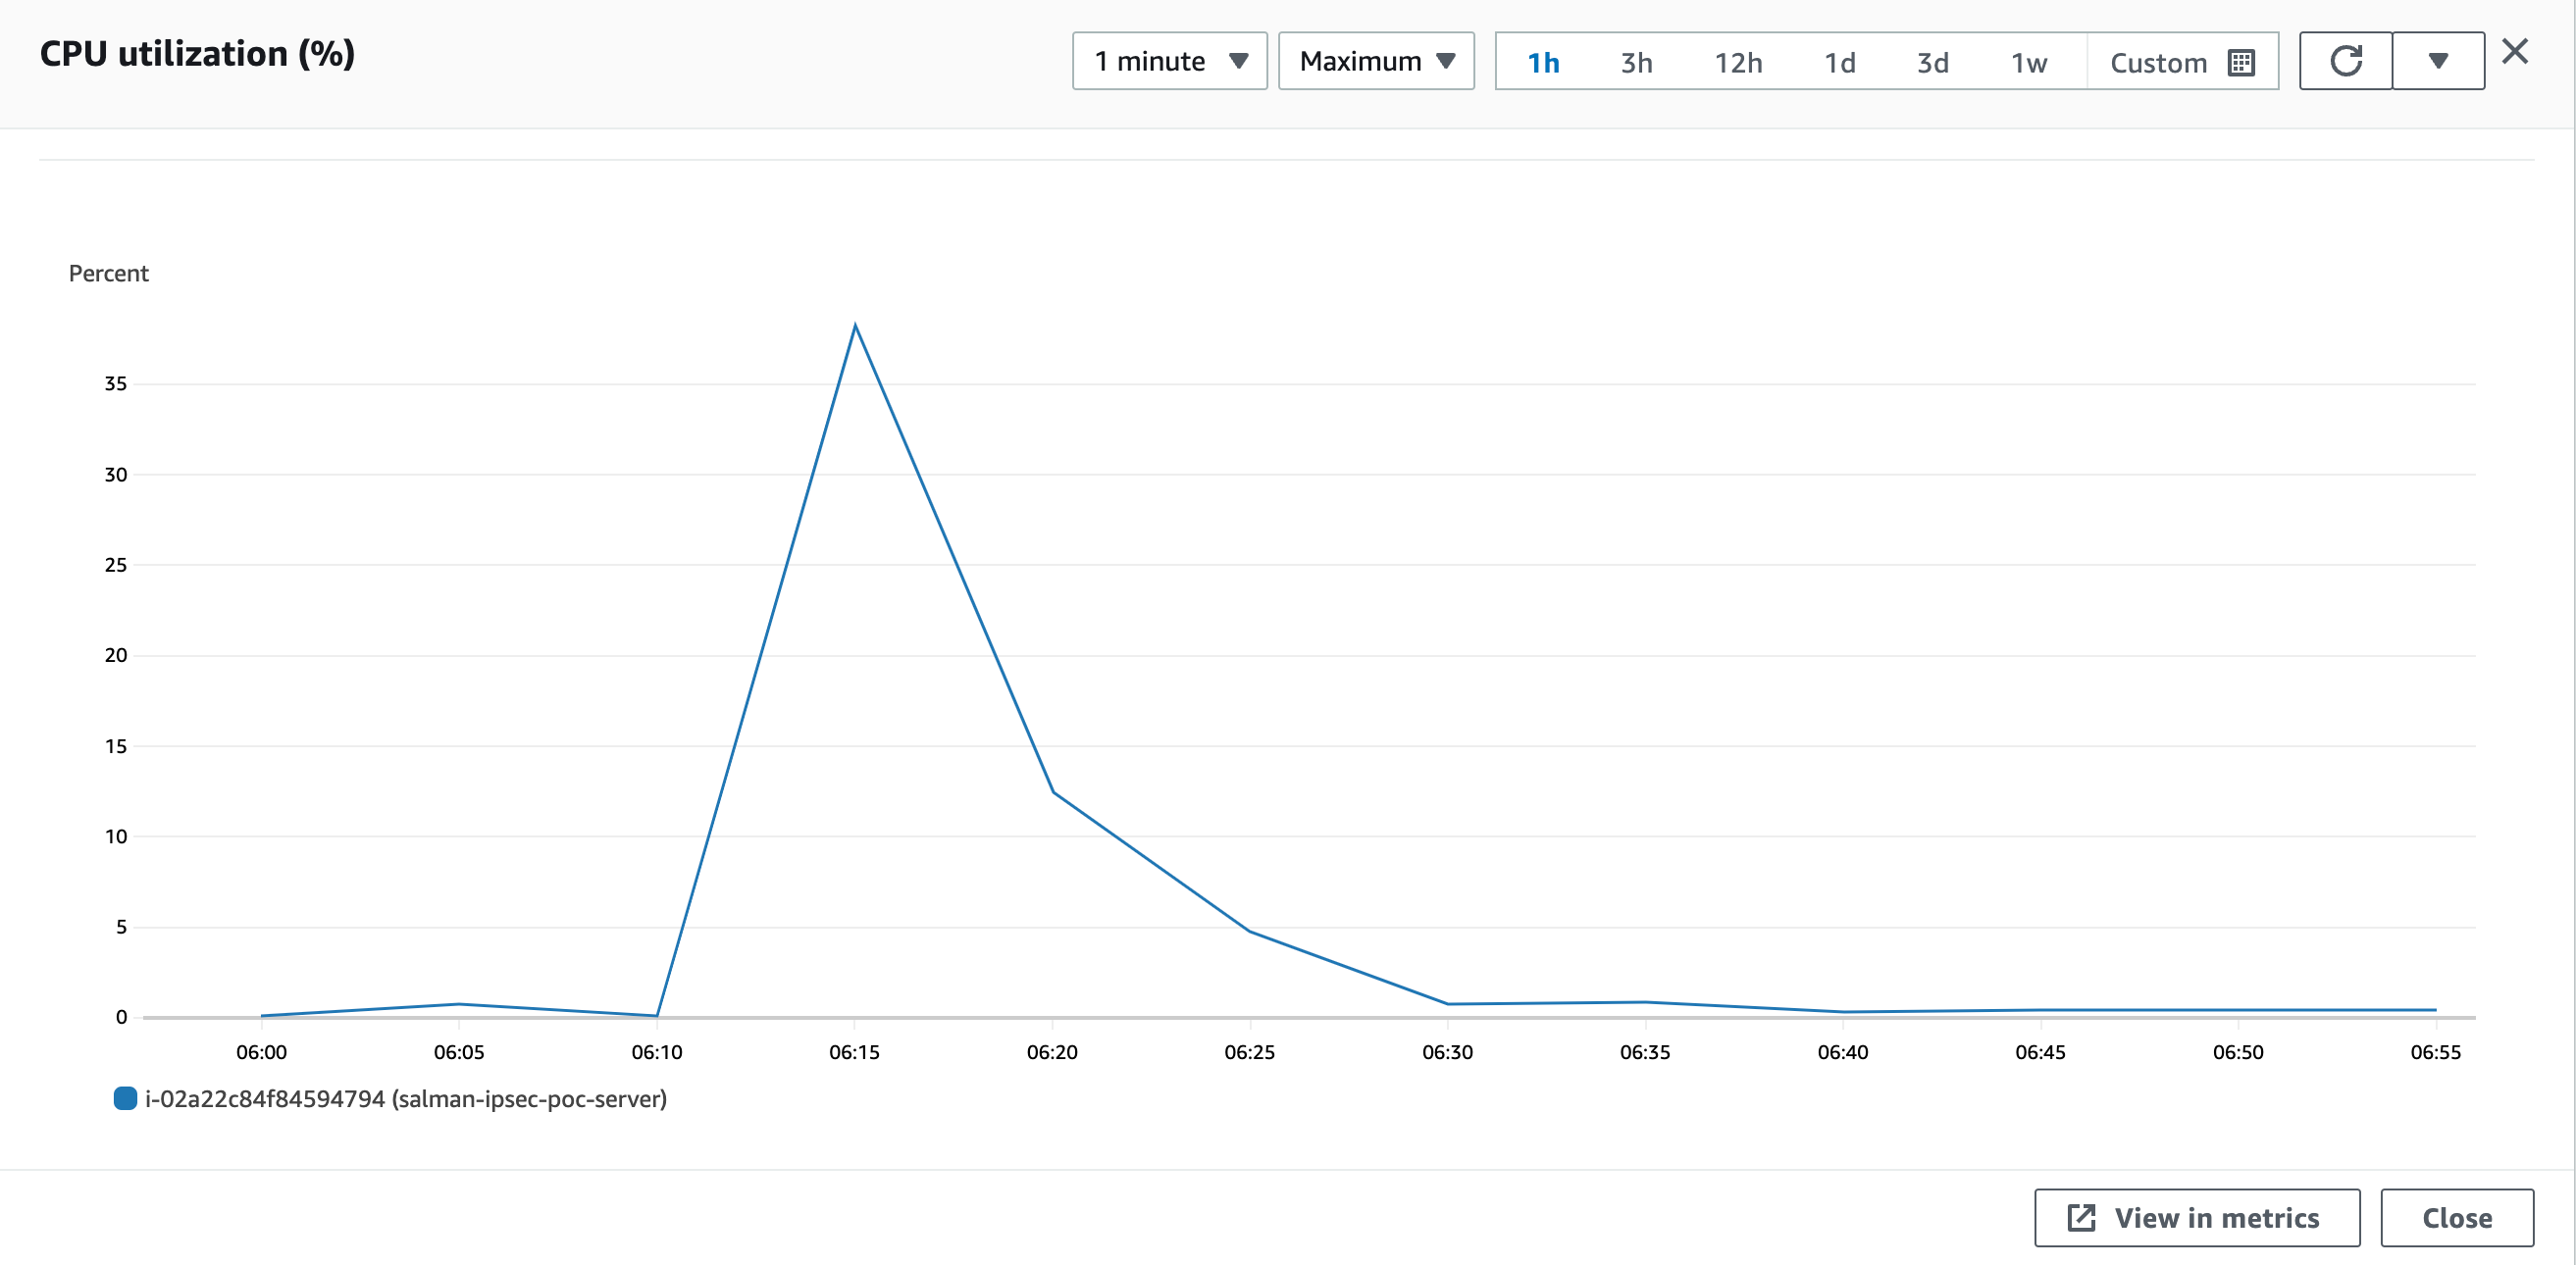 CPU utilization (%)
1 minute
Maximum
1h 3h 12h 1d 3d 1w Custom
Percent
35
30
25
20
15
10
5
0
06:00 06:05 06:10 06:15 06:20 06:25 06:30 06:35 06:40 06:45 06:50 06:55
i-02a22c84f84594794 (salman-ipsec-poc-server)
View in metrics
Close